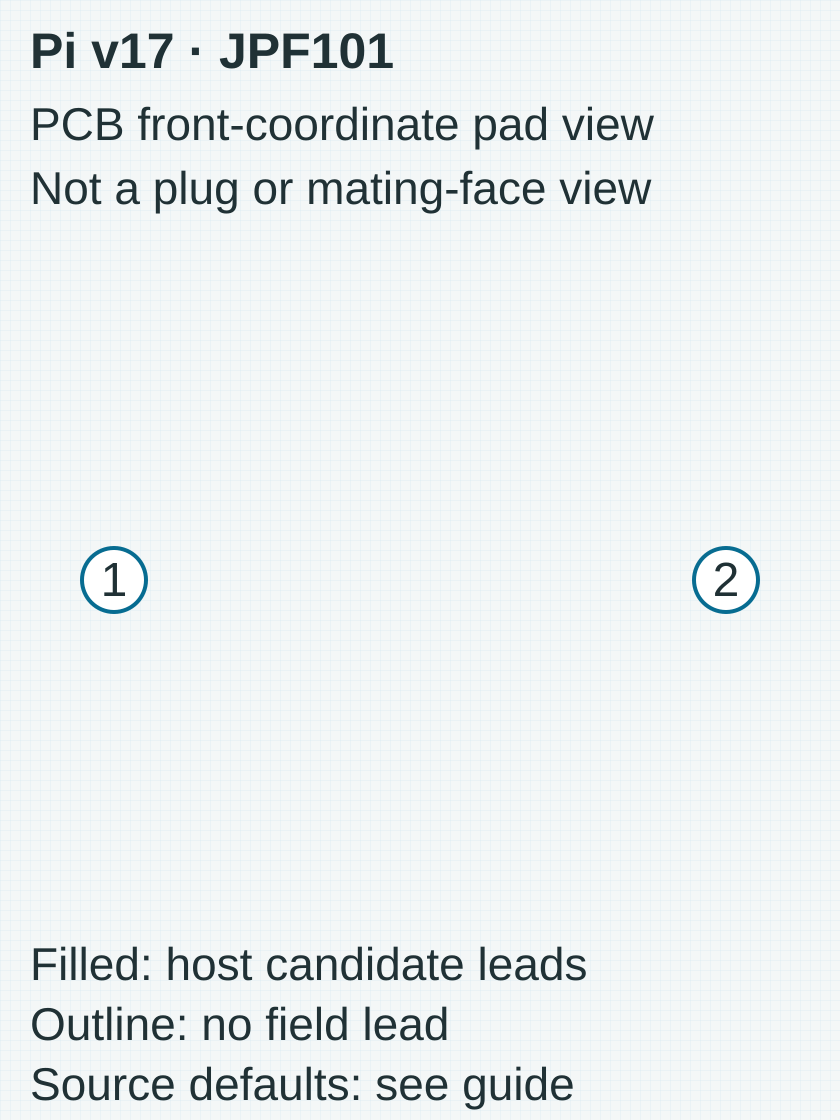 Pi v17 · JPF101
PCB front-coordinate pad view
Not a plug or mating-face view
1
2
Filled: host candidate leads
Outline: no field lead
Source defaults: see guide